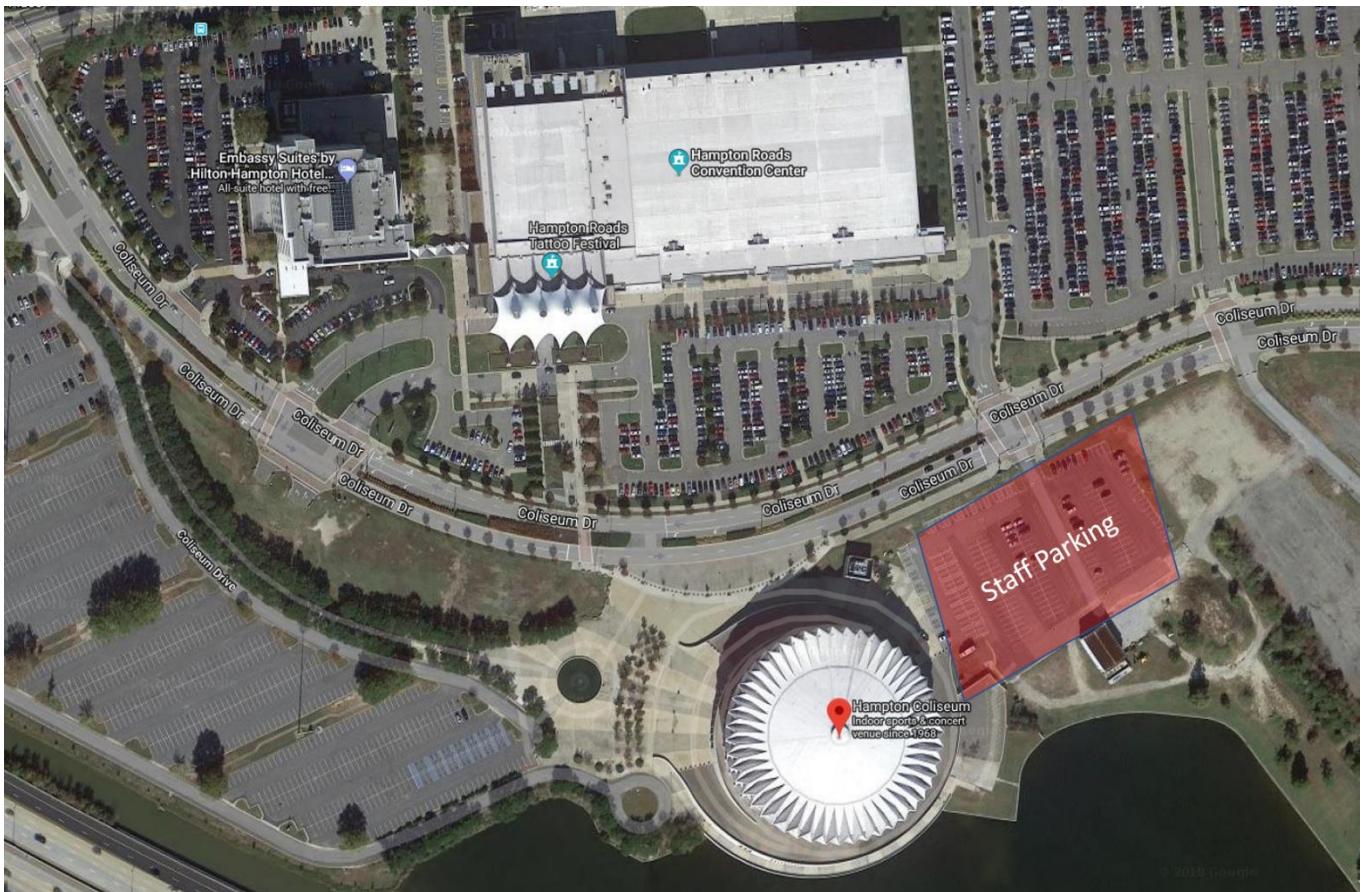 Embassy Suites by
Hilton Hampton Hotel...
All-suite hotel with free...
Hampton Roads
Convention Center
Hampton Roads
Tattoo Festival
Coliseum Dr
Coliseum Dr
Coliseum Dr
Coliseum Dr
Coliseum Dr
Coliseum Dr
Coliseum Dr
Coliseum Dr
Coliseum Dr
Coliseum Dr
Coliseum Drive
Staff Parking
Hampton Coliseum
Indoor sports & concert
venue since 1968
© 2018 Google